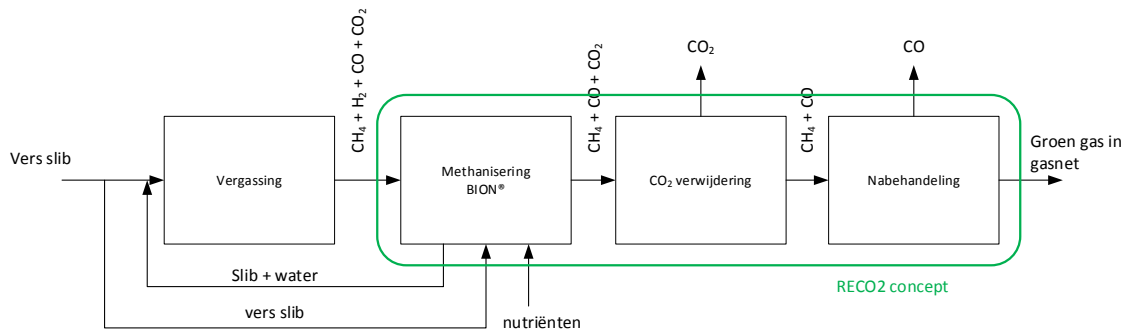 CH₄ + H₂ + CO + CO₂
CH₄ + CO + CO₂
CO₂
CH₄ + CO
CO
Vers slib
Vergassing
Methanisering
BION®
CO₂ verwijdering
Nabehandeling
Groen gas in
gasnet
Slib + water
vers slib
nutriënten
RECO2 concept